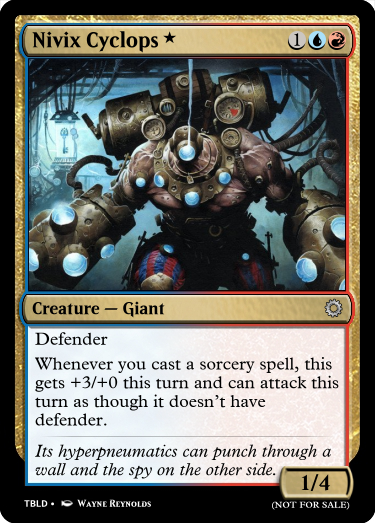 Nivix Cyclops ★ 1
Creature — Giant
Defender
Whenever you cast a sorcery spell, this
gets +3/+0 this turn and can attack this
turn as though it doesn't have
defender.
Its hyperpneumatics can punch through a
wall and the spy on the other side.
1/4
TBLD • Wayne Reynolds
(NOT FOR SALE)